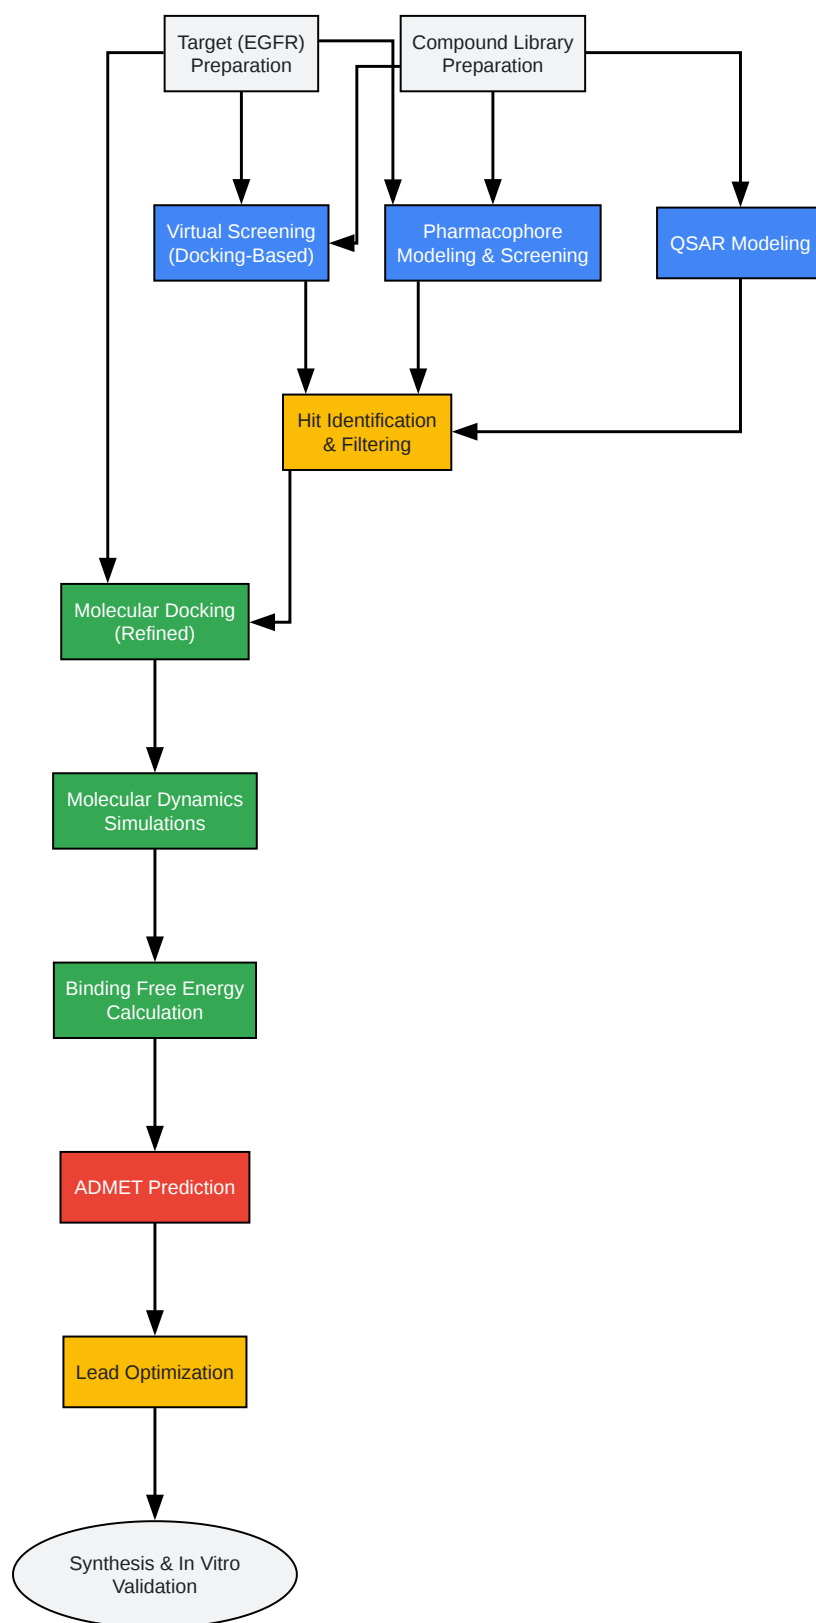 Target (EGFR)
Preparation
Compound Library
Preparation
Virtual Screening
(Docking-Based)
Pharmacophore
Modeling & Screening
QSAR Modeling
Hit Identification
& Filtering
Molecular Docking
(Refined)
Molecular Dynamics
Simulations
Binding Free Energy
Calculation
ADMET Prediction
Lead Optimization
Synthesis & In Vitro
Validation